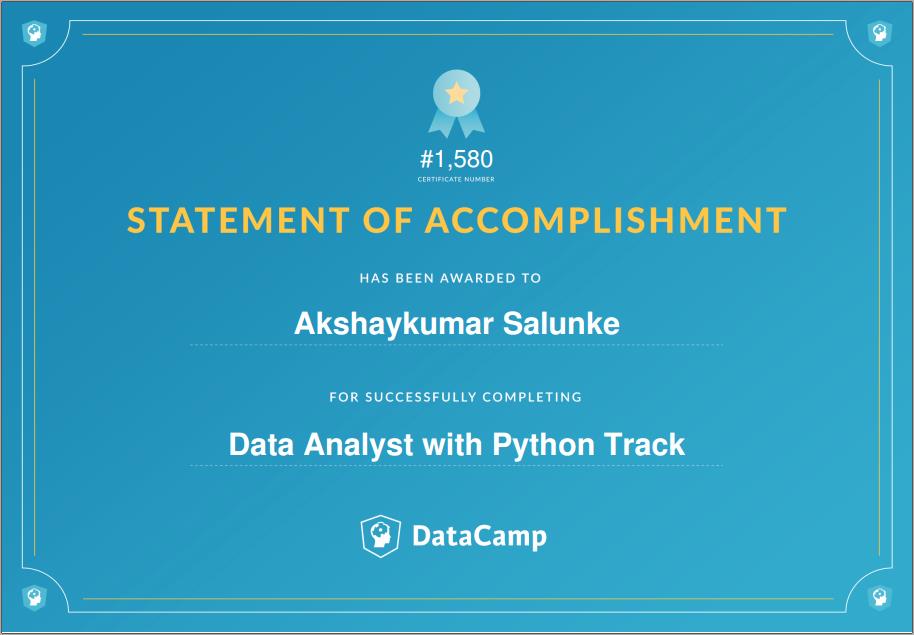 #1,580
CERTIFICATE NUMBER
STATEMENT OF ACCOMPLISHMENT
HAS BEEN AWARDED TO
Akshaykumar Salunke
FOR SUCCESSFULLY COMPLETING
Data Analyst with Python Track
DataCamp